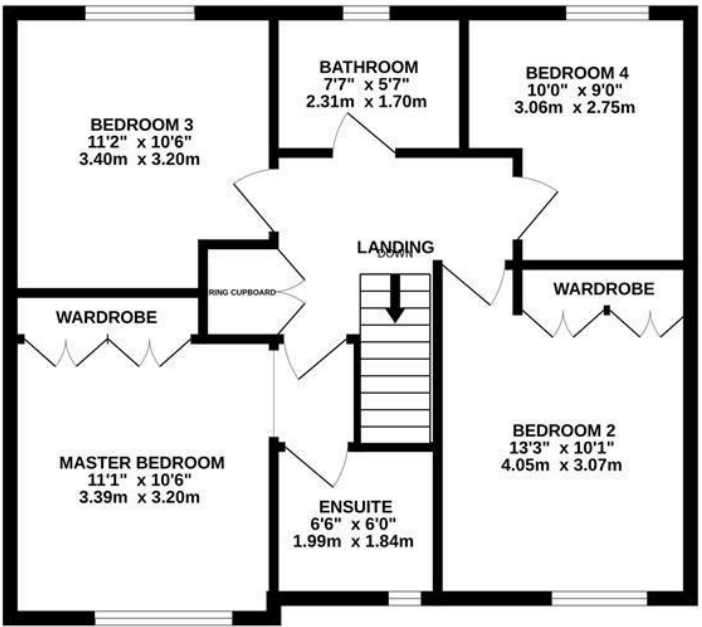 BATHROOM
7'7" x 5'7"
2.31m x 1.70m
BEDROOM 4
10'0" x 9'0"
3.06m x 2.75m
BEDROOM 3
11'2" x 10'6"
3.40m x 3.20m
LANDING
DOWN
RING CUPBOARD
WARDROBE
WARDROBE
MASTER BEDROOM
11'1" x 10'6"
3.39m x 3.20m
BEDROOM 2
13'3" x 10'1"
4.05m x 3.07m
ENSUITE
6'6" x 6'0"
1.99m x 1.84m